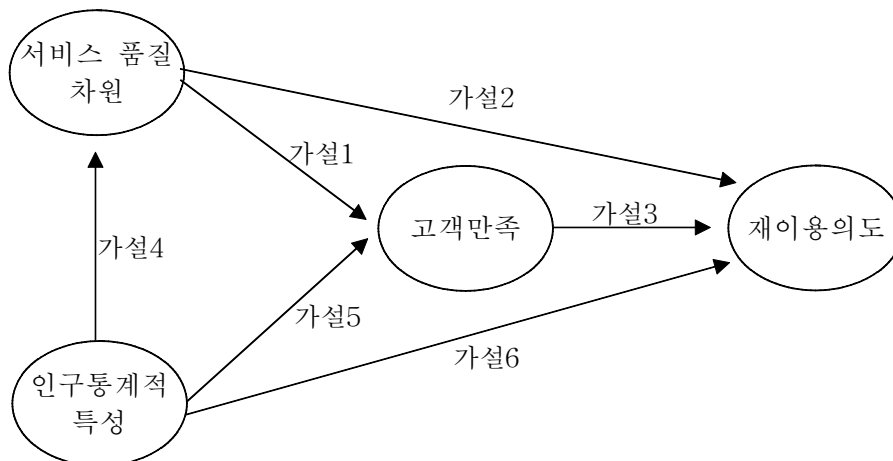 서비스 품질
차원
가설2
가설1
고객만족
가설3
재이용의도
가설4
가설5
가설6
인구통계적
특성